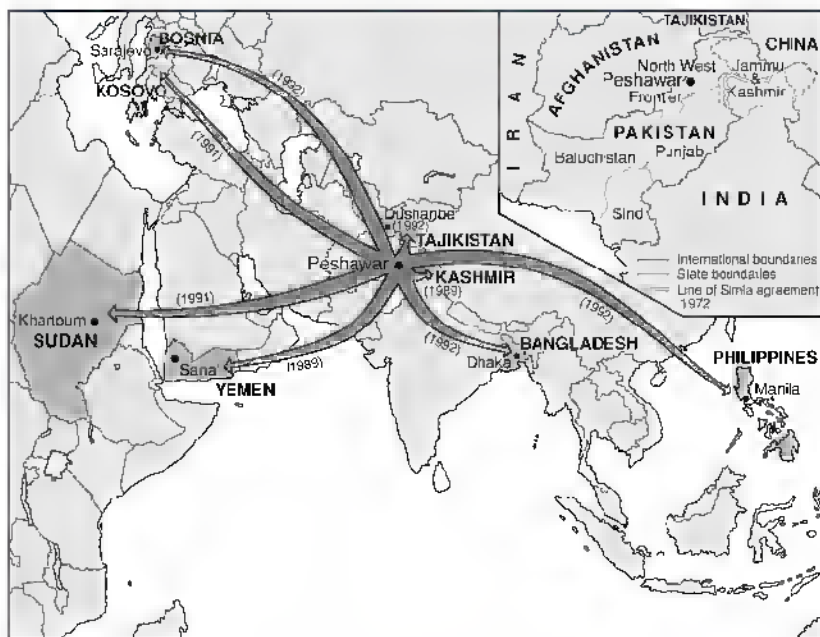 BOSNIA
Sarajevo
KOSOVO
(1992)
(1991)
Dushanbe
(1992)
TAJIKISTAN
Peshawar
KASHMIR
(1989)
(1991)
Khartoum
SUDAN
Sana'
(1989)
YEMEN
(1992)
Dhaka
BANGLADESH
(1992)
PHILIPPINES
Manila
TAJIKISTAN
CHINA
AFGHANISTAN
IRAN
North West
Frontier
Peshawar
Jammu
&
Kashmir
PAKISTAN
Baluchistan
Punjab
INDIA
Sind
International boundaries
State boundaries
Line of Simla agreement
1972